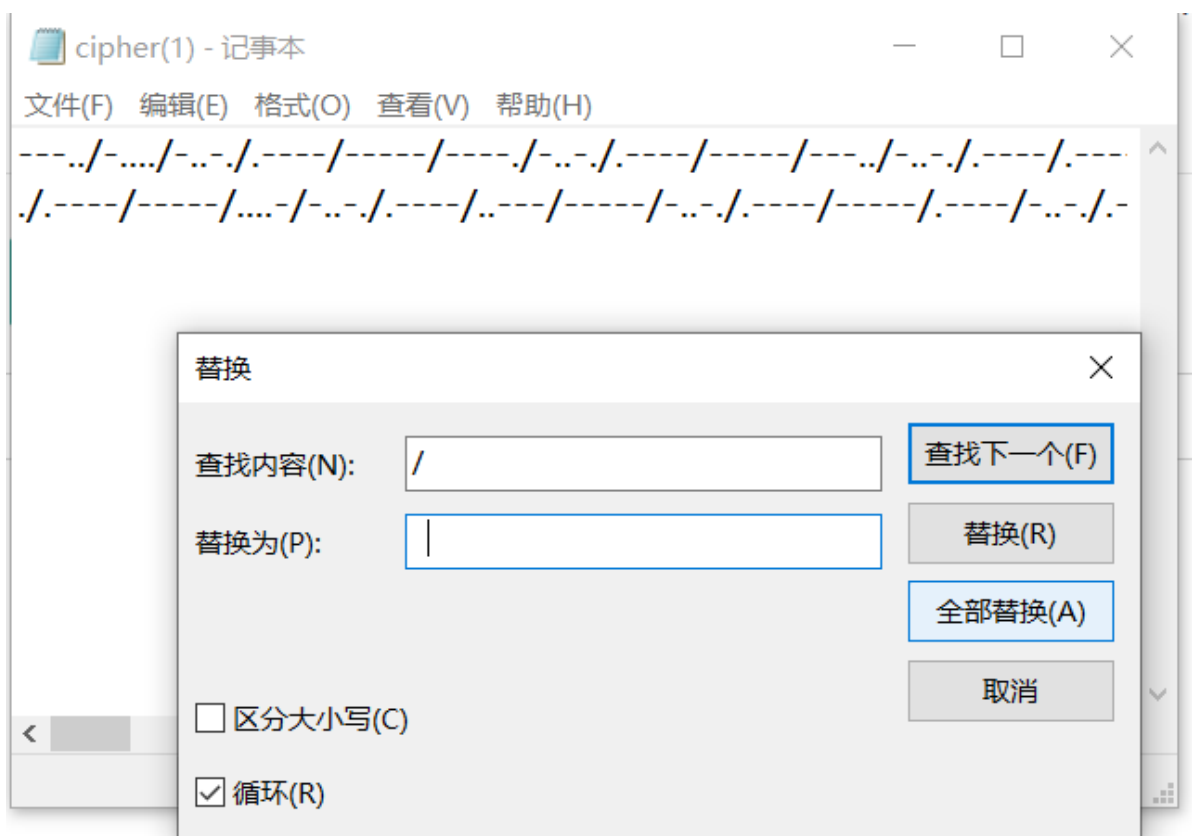 cipher(1) - 记事本
文件(F) 编辑(E) 格式(O) 查看(V) 帮助(H)
---../-..../-..-./.----/-----/----./-..-./.----/-----/---../-..-./.----/.---
./.----/-----/....-/-..-./.----/..---/-----/-..-./.----/-----/.----/-..-./.-
替换
查找内容(N): / 查找下一个(F)
替换为(P): 替换(R)
全部替换(A)
取消
区分大小写(C)
循环(R)